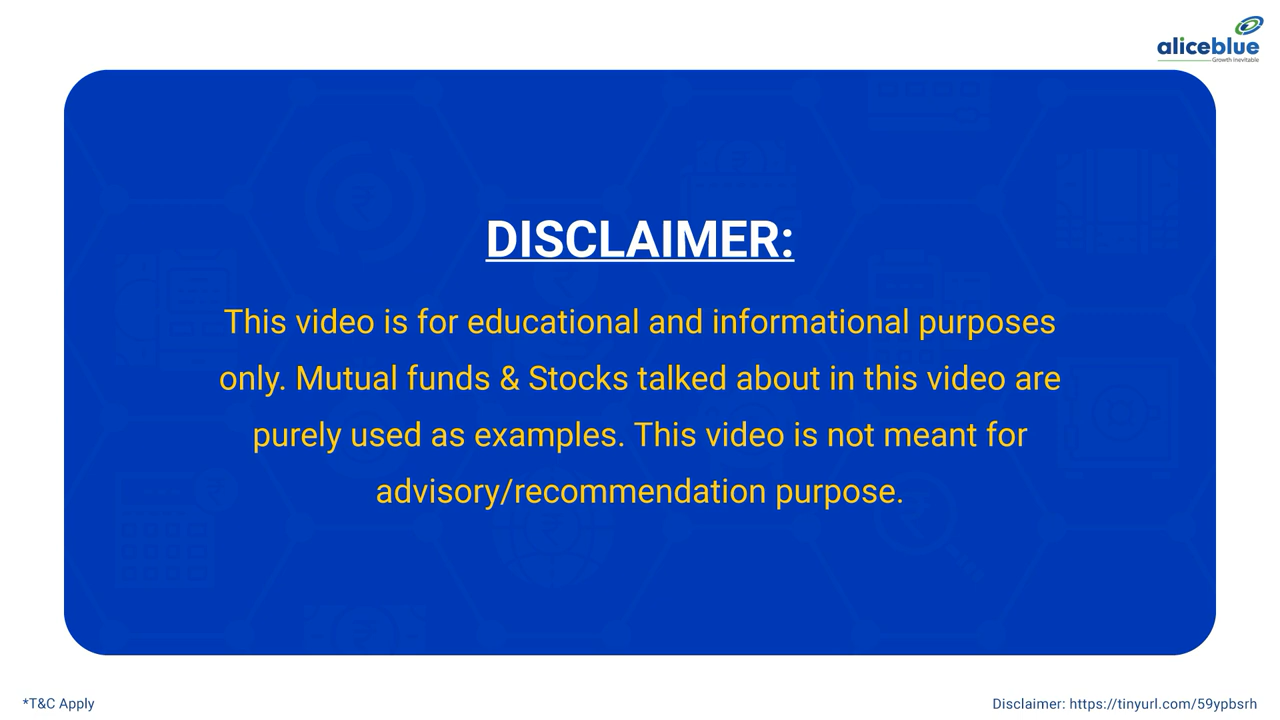 aliceblue
Growth inevitable
DISCLAIMER:
This video is for educational and informational purposes
only. Mutual funds & Stocks talked about in this video are
purely used as examples. This video is not meant for
advisory/recommendation purpose.
*T&C Apply
Disclaimer: https://tinyurl.com/59ypbsrh